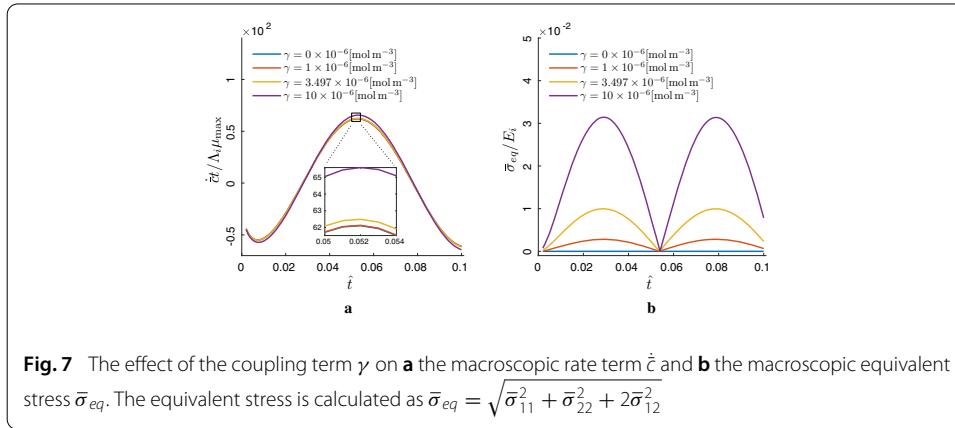 ×10²
γ = 0 × 10⁻⁶[mol m⁻³]
γ = 1 × 10⁻⁶[mol m⁻³]
γ = 3.497 × 10⁻⁶[mol m⁻³]
γ = 10 × 10⁻⁶[mol m⁻³]
1
0.5
0
-0.5
c̄̇t/Λᵢμ_max
65
64
63
62
0.05 0.052 0.054
0 0.02 0.04 0.06 0.08 0.1
t̂
a
×10⁻²
γ = 0 × 10⁻⁶[mol m⁻³]
γ = 1 × 10⁻⁶[mol m⁻³]
γ = 3.497 × 10⁻⁶[mol m⁻³]
γ = 10 × 10⁻⁶[mol m⁻³]
5
4
3
2
1
0
σ̄_eq/Eᵢ
0 0.02 0.04 0.06 0.08 0.1
t̂
b
Fig. 7 The effect of the coupling term γ on a the macroscopic rate term c̄̇ and b the macroscopic equivalent
stress σ̄_eq. The equivalent stress is calculated as σ̄_eq = √(σ̄²₁₁ + σ̄²₂₂ + 2σ̄²₁₂)